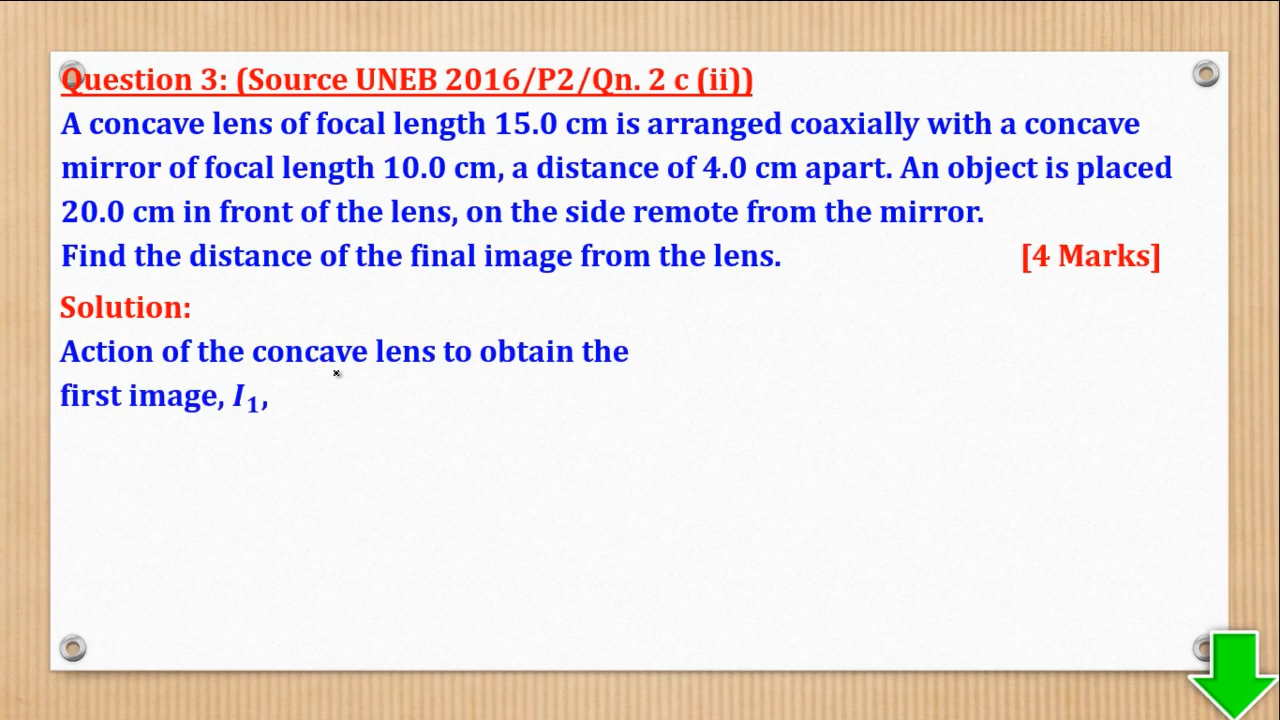 Question 3: (Source UNEB 2016/P2/Qn. 2 c (ii))
A concave lens of focal length 15.0 cm is arranged coaxially with a concave
mirror of focal length 10.0 cm, a distance of 4.0 cm apart. An object is placed
20.0 cm in front of the lens, on the side remote from the mirror.
Find the distance of the final image from the lens. [4 Marks]
Solution:
Action of the concave lens to obtain the
first image, I₁,